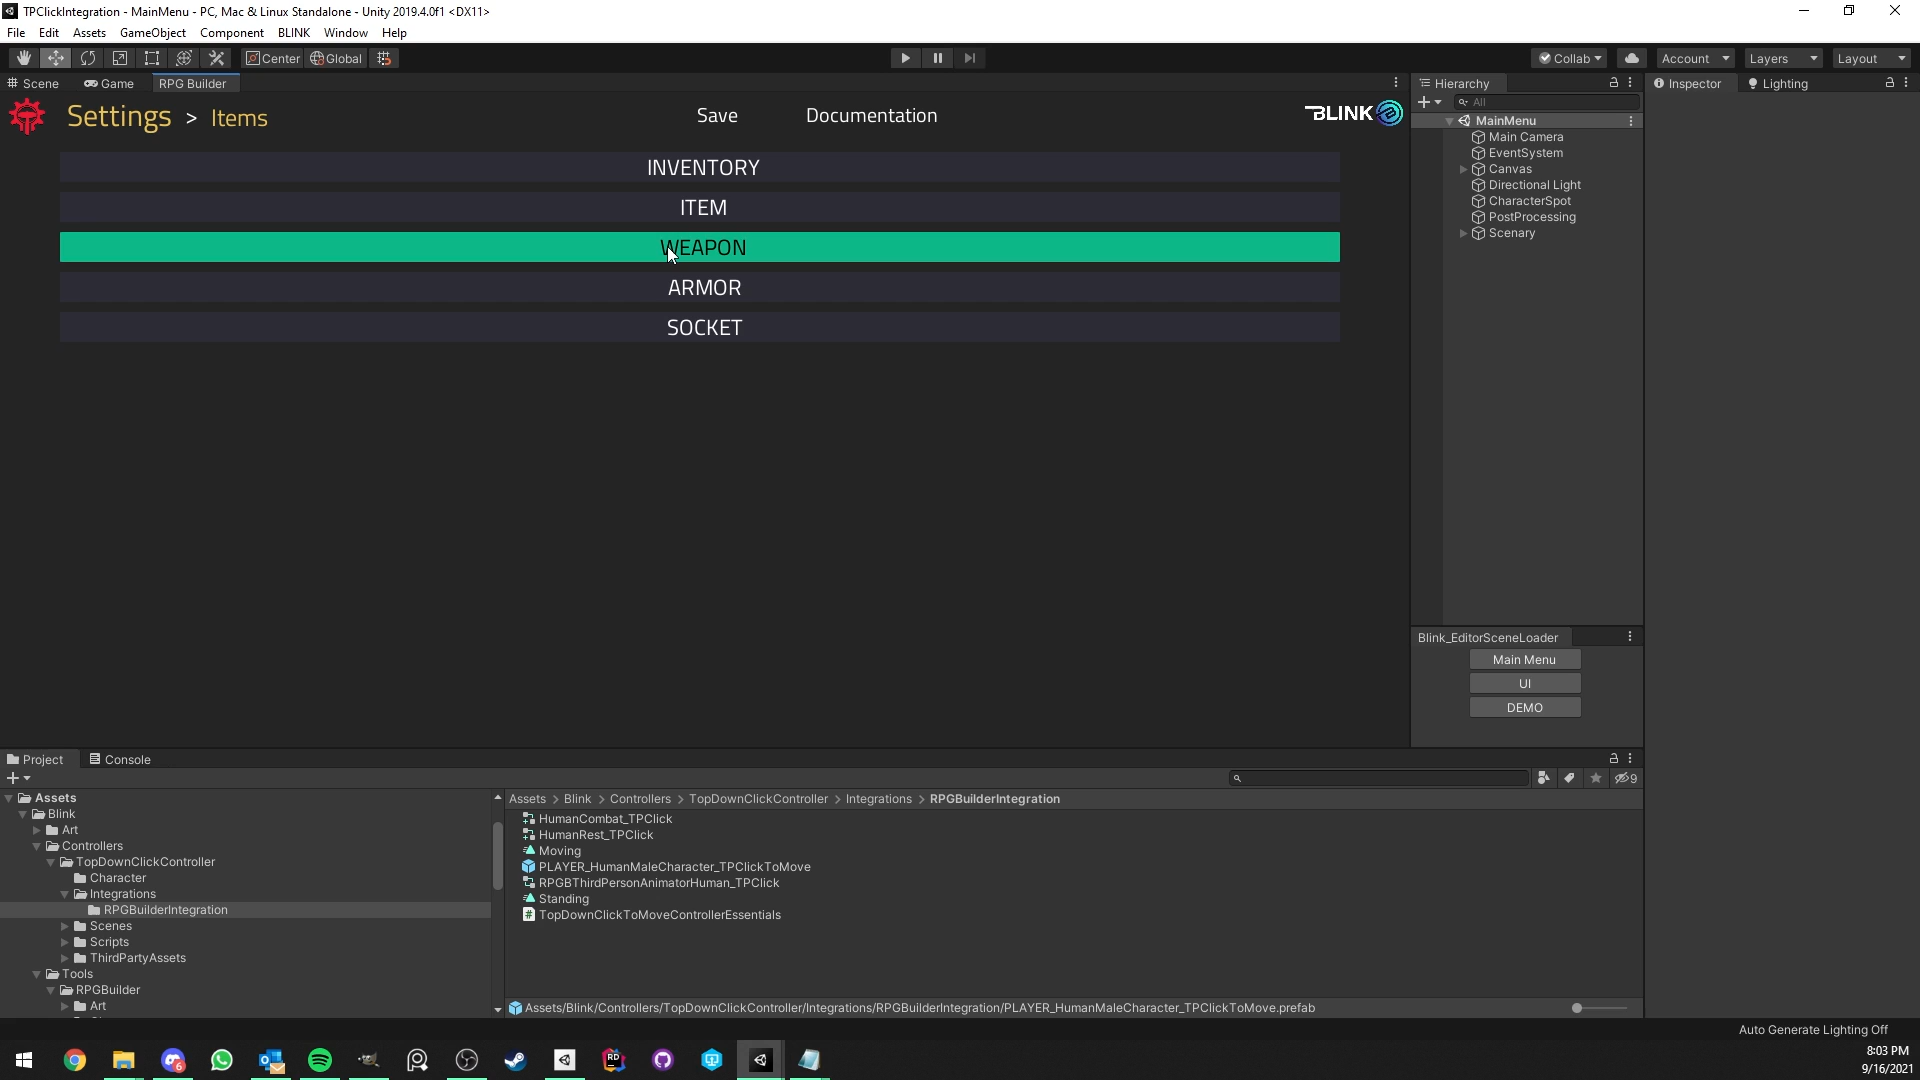 TPClickIntegration - MainMenu - PC, Mac & Linux Standalone - Unity 2019.4.0f1 <DX11>
File Edit Assets GameObject Component BLINK Window Help
Center Global Collab Account Layers Layout
Scene Game RPG Builder
Settings > Items Save Documentation BLINK
INVENTORY
ITEM
WEAPON
ARMOR
SOCKET
Hierarchy
All
MainMenu
Main Camera
EventSystem
Canvas
Directional Light
CharacterSpot
PostProcessing
Scenary
Inspector Lighting
Blink_EditorSceneLoader
Main Menu
UI
DEMO
Project Console
9
Assets
Blink
Art
Controllers
TopDownClickController
Character
Integrations
RPGBuilderIntegration
Scenes
Scripts
ThirdPartyAssets
Tools
RPGBuilder
Art
Assets > Blink > Controllers > TopDownClickController > Integrations > RPGBuilderIntegration
HumanCombat_TPClick
HumanRest_TPClick
Moving
PLAYER_HumanMaleCharacter_TPClickToMove
RPGBThirdPersonAnimatorHuman_TPClick
Standing
TopDownClickToMoveControllerEssentials
Assets/Blink/Controllers/TopDownClickController/Integrations/RPGBuilderIntegration/PLAYER_HumanMaleCharacter_TPClickToMove.prefab
Auto Generate Lighting Off
8:03 PM
9/16/2021